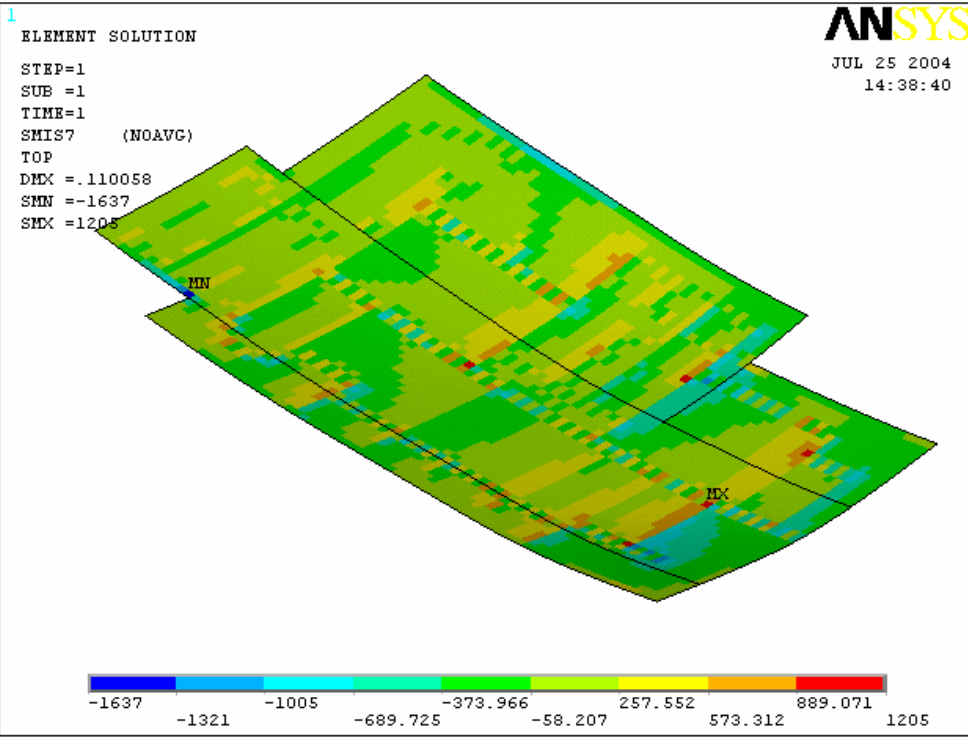 1
ANSYS
ELEMENT SOLUTION
JUL 25 2004
14:38:40
STEP=1
SUB =1
TIME=1
SMIS7 (NOAVG)
TOP
DMX =.110058
SMN =-1637
SMX =1205
MN
MX
-1637 -1005 -373.966 257.552 889.071
-1321 -689.725 -58.207 573.312 1205